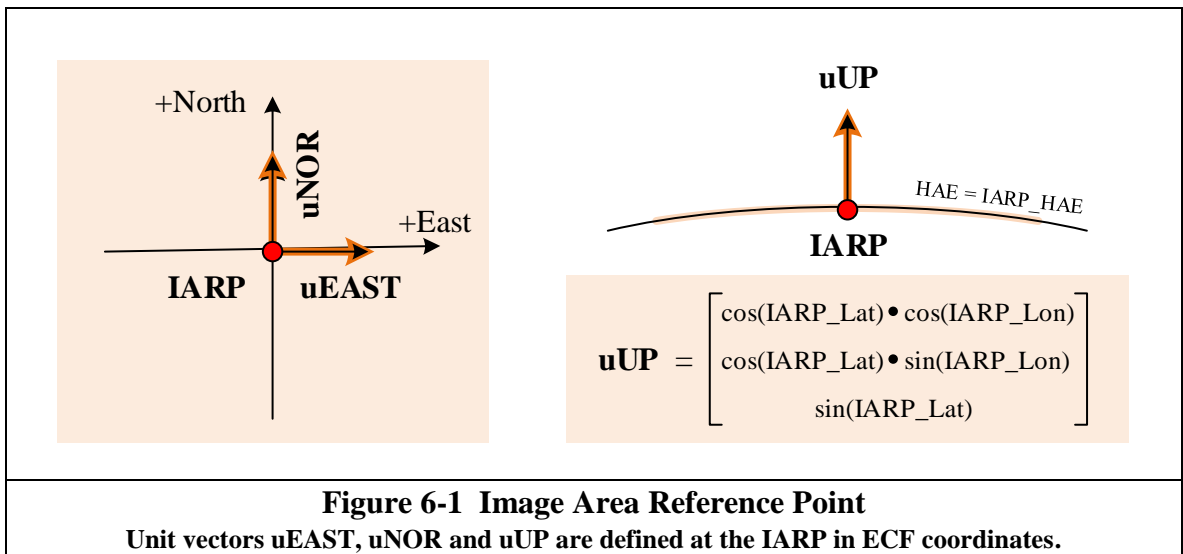 +North
uNOR
+East
IARP
uEAST
uUP
HAE = IARP_HAE
IARP
uUP = [cos(IARP_Lat) • cos(IARP_Lon)
cos(IARP_Lat) • sin(IARP_Lon)
sin(IARP_Lat)]
Figure 6-1 Image Area Reference Point
Unit vectors uEAST, uNOR and uUP are defined at the IARP in ECF coordinates.